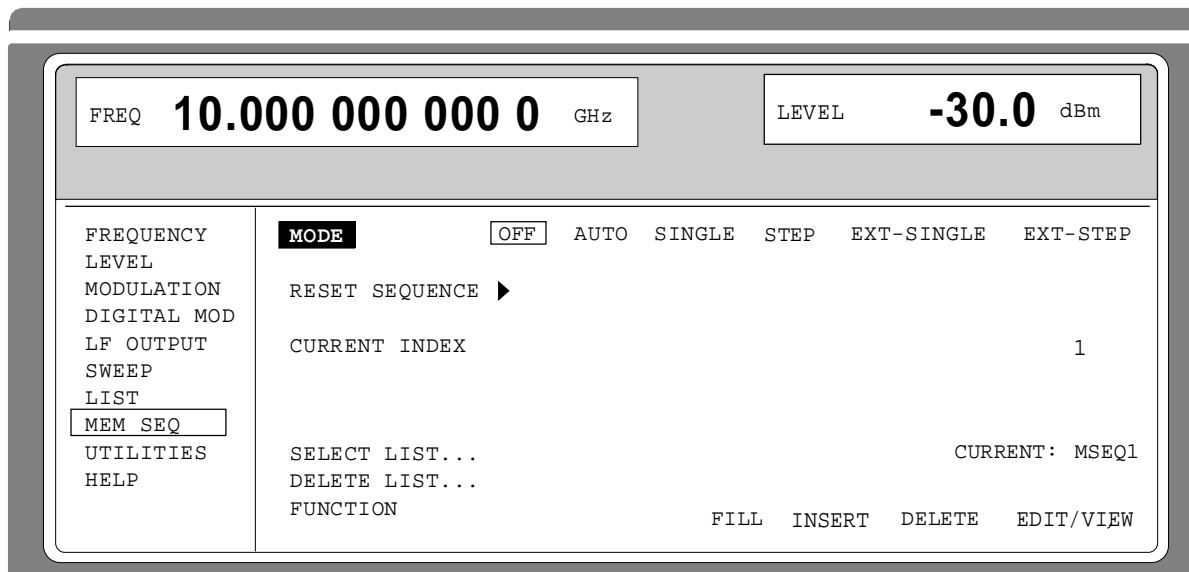 FREQ 10.000 000 000 0 GHz LEVEL -30.0 dBm
FREQUENCY
LEVEL
MODULATION
DIGITAL MOD
LF OUTPUT
SWEEP
LIST
MEM SEQ
UTILITIES
HELP
MODE OFF AUTO SINGLE STEP EXT-SINGLE EXT-STEP
RESET SEQUENCE
CURRENT INDEX 1
SELECT LIST... CURRENT: MSEQ1
DELETE LIST...
FUNCTION FILL INSERT DELETE EDIT/VIEW